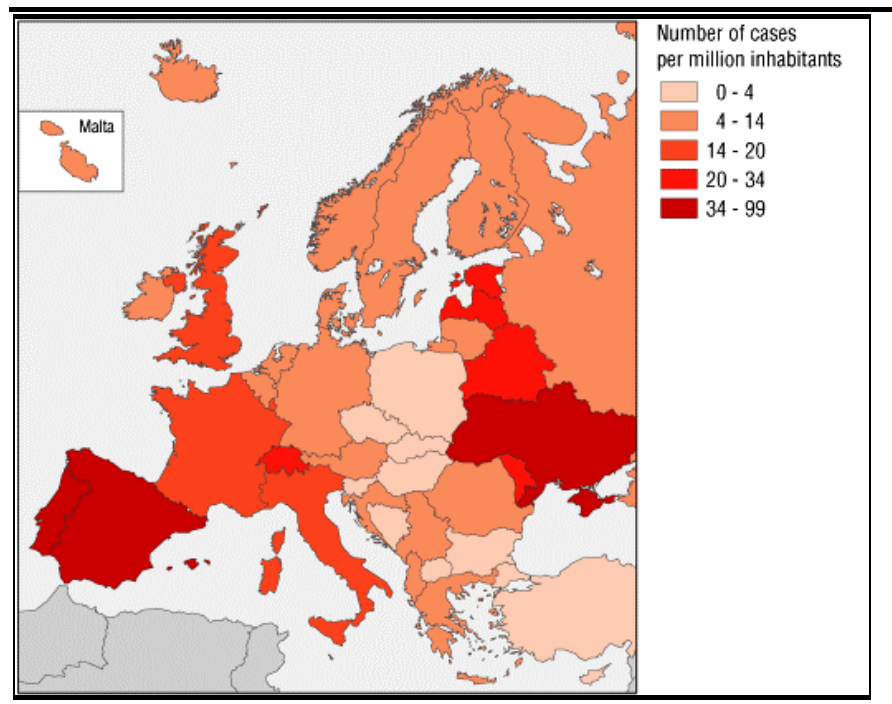 Number of cases
per million inhabitants
0 - 4
4 - 14
14 - 20
20 - 34
34 - 99
Malta